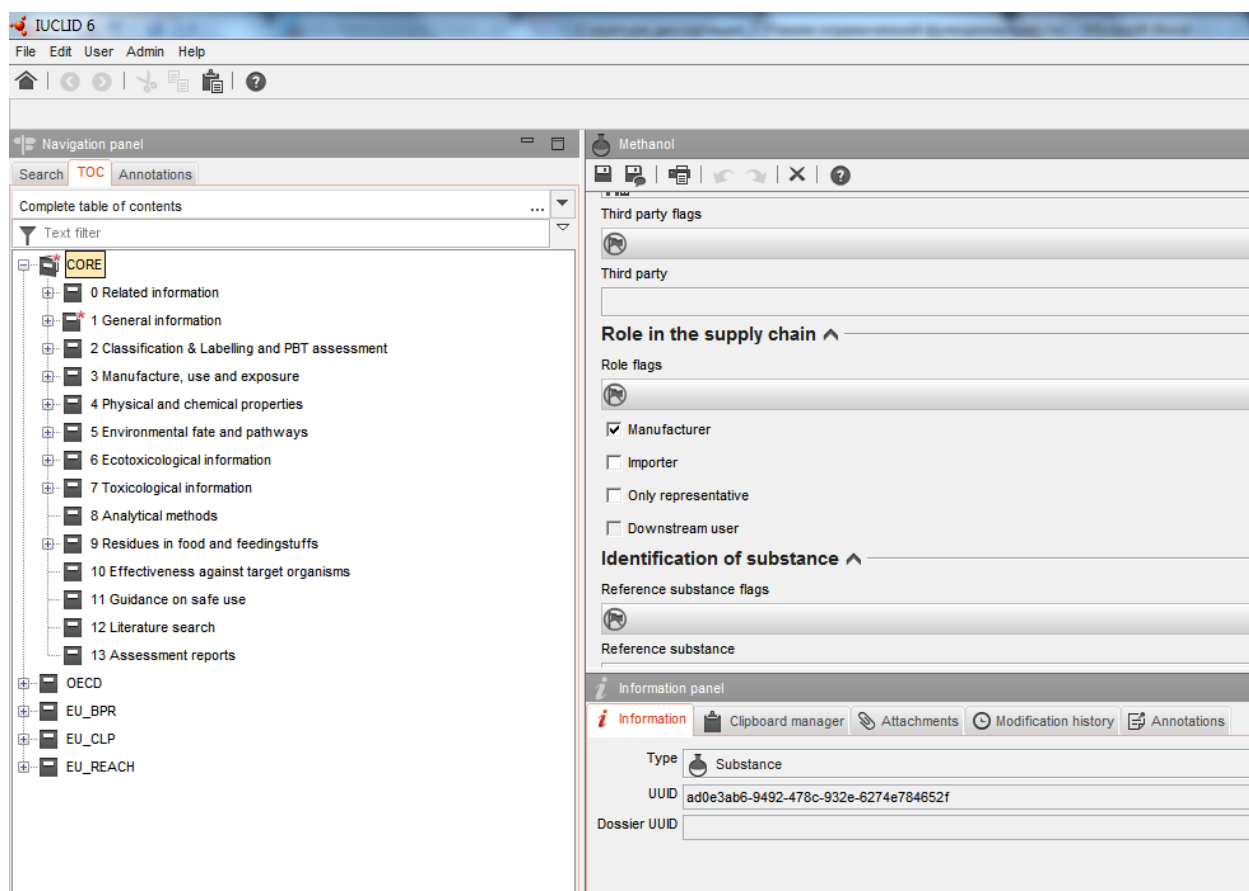 IUCLID 6
File Edit User Admin Help
Navigation panel
Search TOC Annotations
Complete table of contents ...
Text filter
CORE
0 Related information
1 General information
2 Classification & Labelling and PBT assessment
3 Manufacture, use and exposure
4 Physical and chemical properties
5 Environmental fate and pathways
6 Ecotoxicological information
7 Toxicological information
8 Analytical methods
9 Residues in food and feedingstuffs
10 Effectiveness against target organisms
11 Guidance on safe use
12 Literature search
13 Assessment reports
OECD
EU_BPR
EU_CLP
EU_REACH
Methanol
Third party flags
Third party
Role in the supply chain
Role flags
Manufacturer
Importer
Only representative
Downstream user
Identification of substance
Reference substance flags
Reference substance
Information panel
Information Clipboard manager Attachments Modification history Annotations
Type Substance
UUID ad0e3ab6-9492-478c-932e-6274e784652f
Dossier UUID